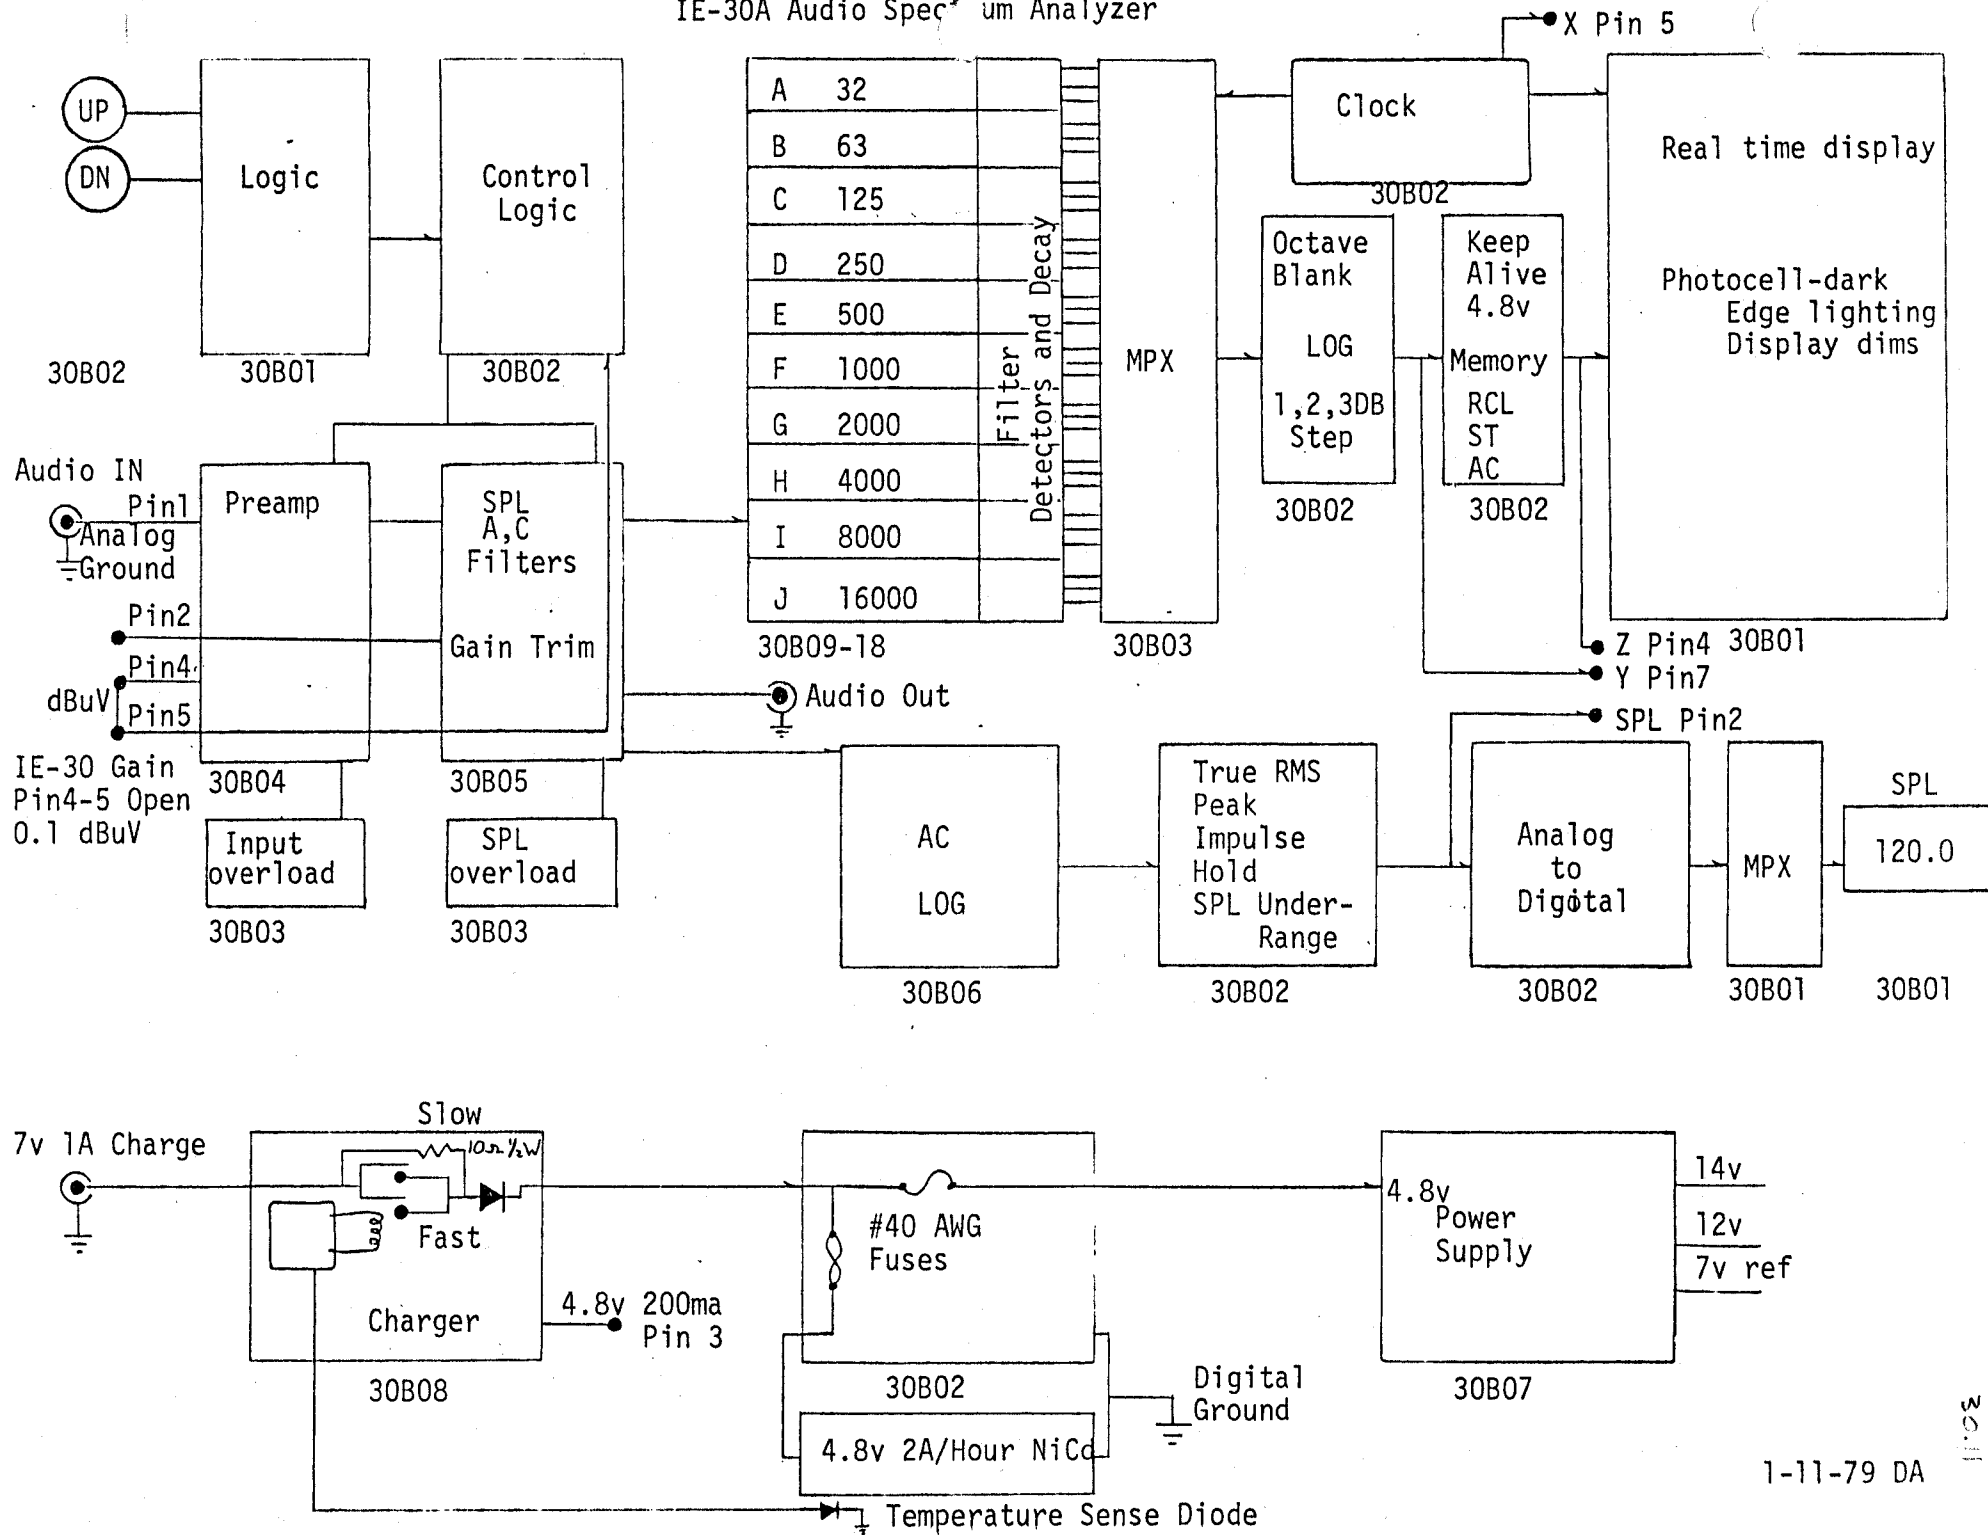 IE-30A Audio Spec um Analyzer
X Pin 5
UP
DN
Logic
Control
Logic
30B02
30B01
30B02
A 32
B 63
C 125
D 250
E 500
F 1000
G 2000
H 4000
I 8000
J 16000
Filter
Detectors and Decay
30B09-18
MPX
30B03
Clock
30B02
Octave
Blank
LOG
1,2,3DB
Step
30B02
Keep
Alive
4.8v
Memory
RCL
ST
AC
30B02
Real time display
Photocell-dark
Edge lighting
Display dims
30B01
Z Pin4
Y Pin7
SPL Pin2
Audio IN
Pin1
Analog
Ground
Pin2
Pin4
dBuV
Pin5
IE-30 Gain
Pin4-5 Open
0.1 dBuV
Preamp
30B04
SPL
A,C
Filters
Gain Trim
30B05
Audio Out
Input
overload
30B03
SPL
overload
30B03
AC
LOG
30B06
True RMS
Peak
Impulse
Hold
SPL Under-
Range
30B02
Analog
to
Digital
30B02
MPX
30B01
SPL
120.0
30B01
7v 1A Charge
Slow
10Ω ½W
Fast
Charger
30B08
4.8v 200ma
Pin 3
#40 AWG
Fuses
30B02
4.8v 2A/Hour NiCd
Digital
Ground
Temperature Sense Diode
4.8v
Power
Supply
30B07
14v
12v
7v ref
30.11
1-11-79 DA